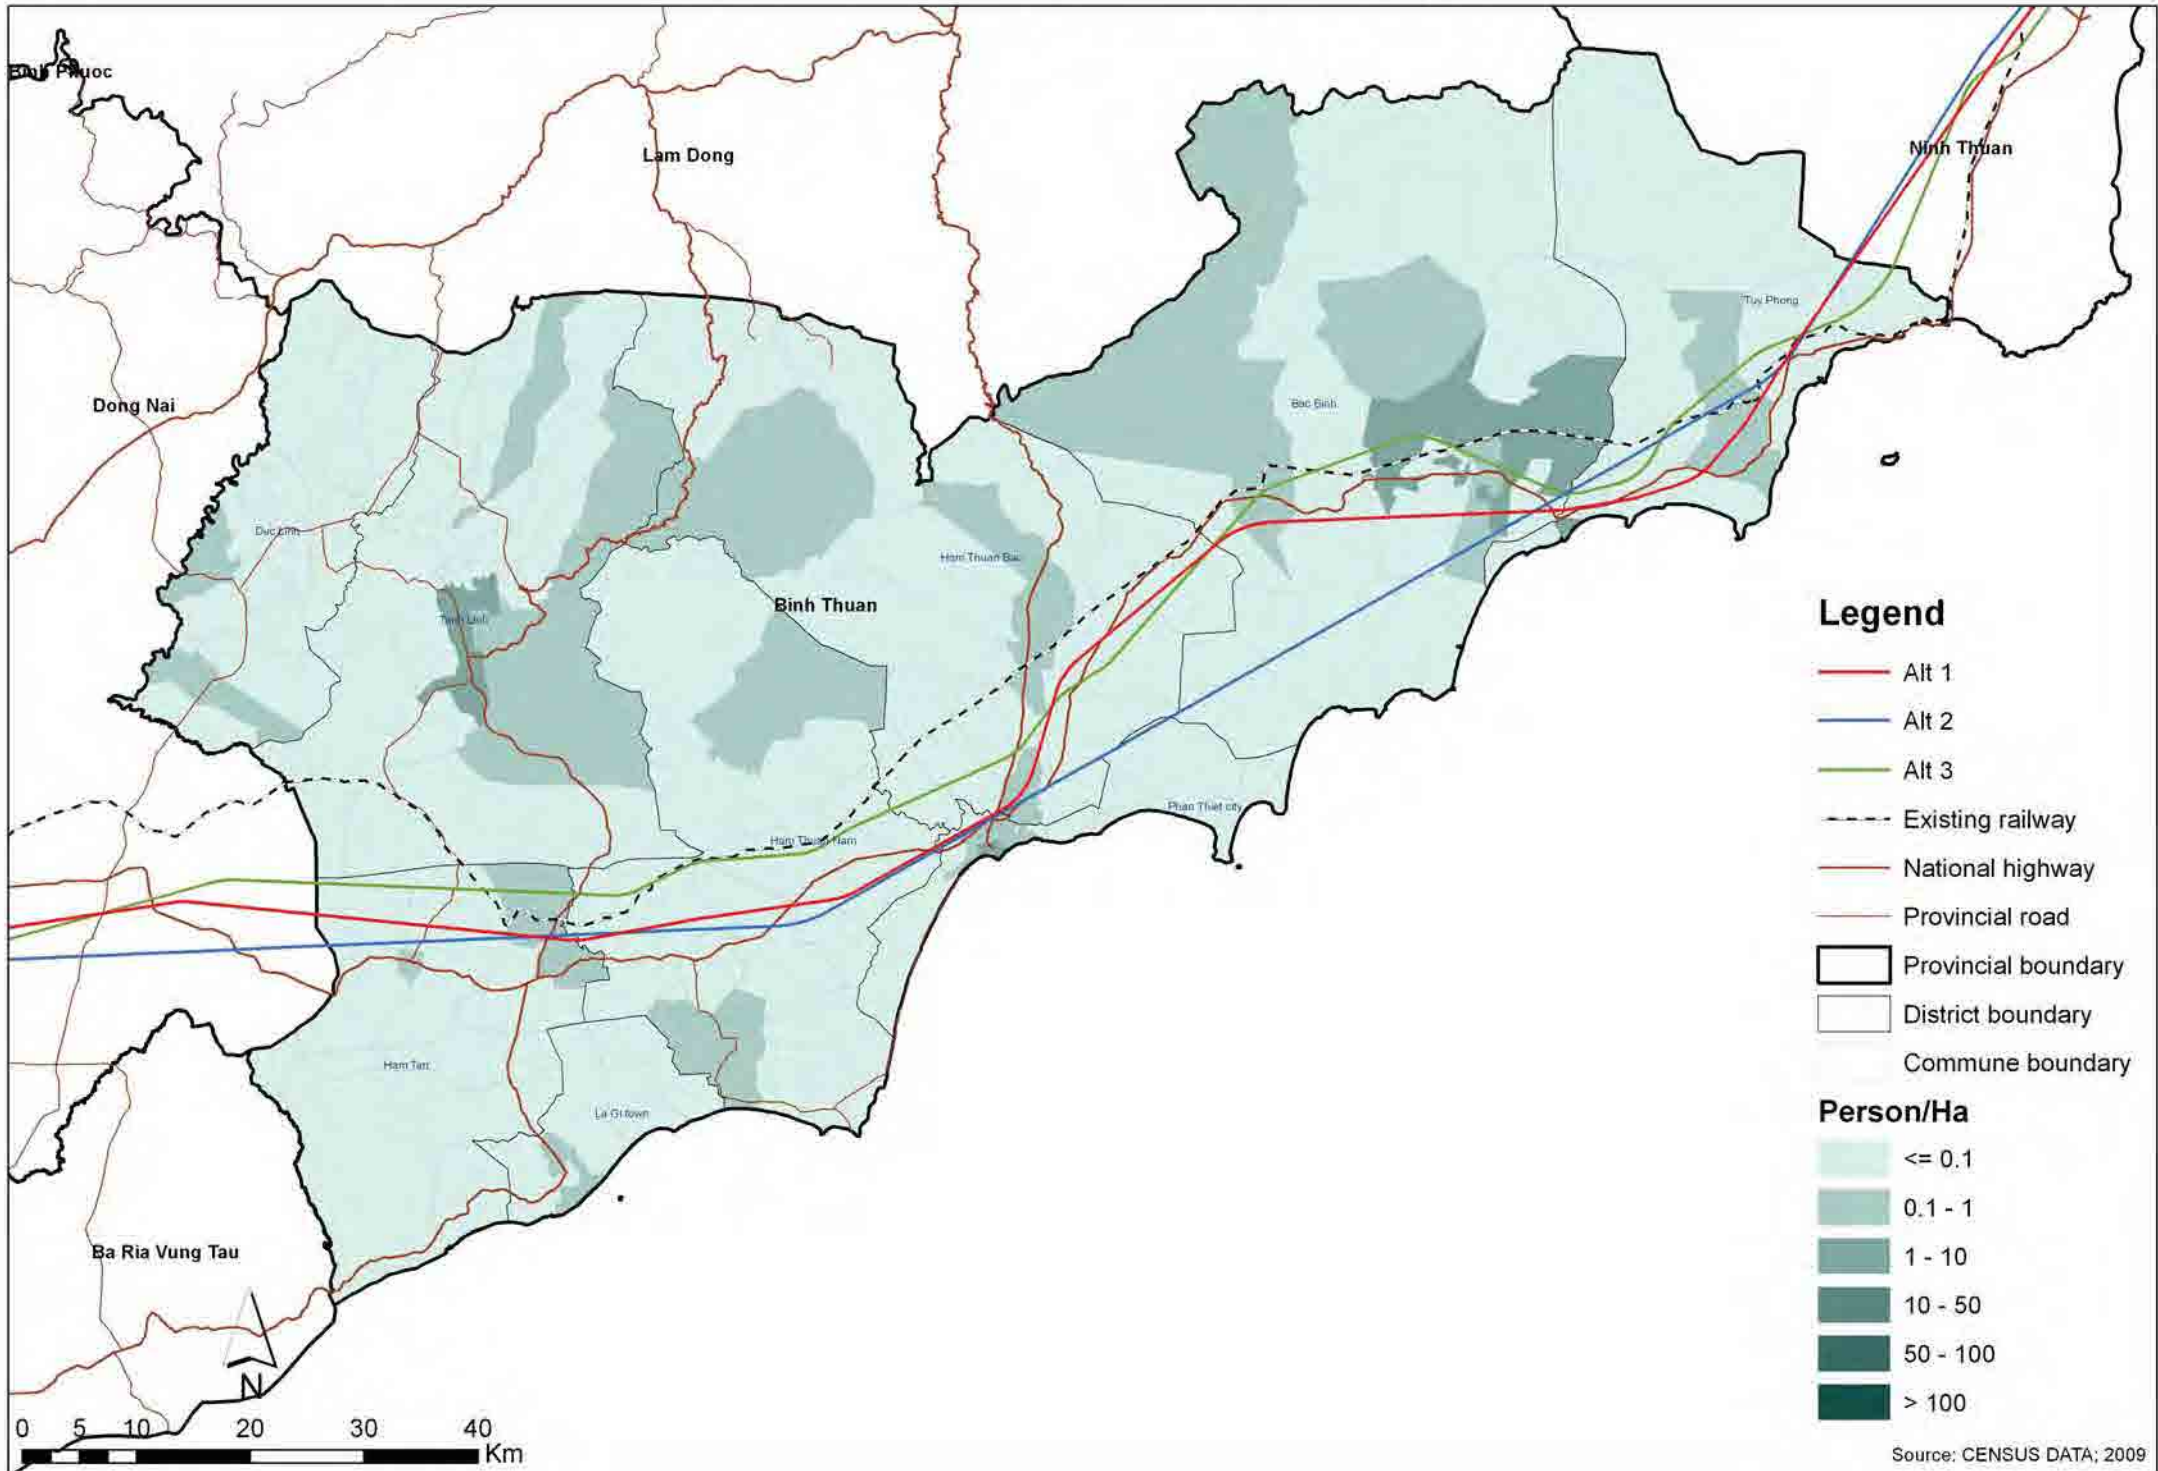 Binh Phuoc
Lam Dong
Ninh Thuan
Tuy Phong
Dong Nai
Bac Binh
Duc Linh
Ham Thuan Bac
Binh Thuan
Tanh Linh
Phan Thiet city
Ham Thuan Nam
Ham Tan
La Gi town
Ba Ria Vung Tau
N
0 5 10 20 30 40
Km
Legend
Alt 1
Alt 2
Alt 3
Existing railway
National highway
Provincial road
Provincial boundary
District boundary
Commune boundary
Person/Ha
<= 0.1
0.1 - 1
1 - 10
10 - 50
50 - 100
> 100
Source: CENSUS DATA; 2009